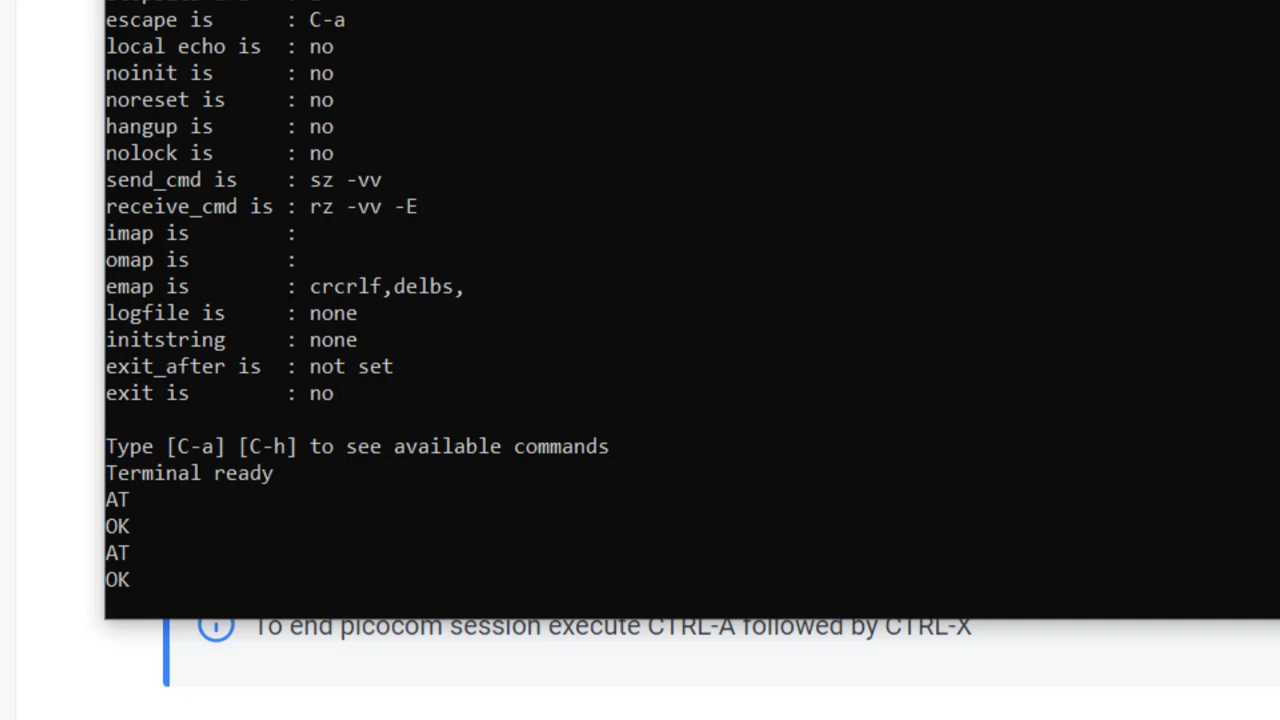 escape is      : C-a
local echo is  : no
noinit is      : no
noreset is     : no
hangup is      : no
nolock is      : no
send_cmd is    : sz -vv
receive_cmd is : rz -vv -E
imap is        :
omap is        :
emap is        : crcrlf,delbs,
logfile is     : none
initstring     : none
exit_after is  : not set
exit is        : no
Type [C-a] [C-h] to see available commands
Terminal ready
AT
OK
AT
OK
To end picocom session execute CTRL-A followed by CTRL-X